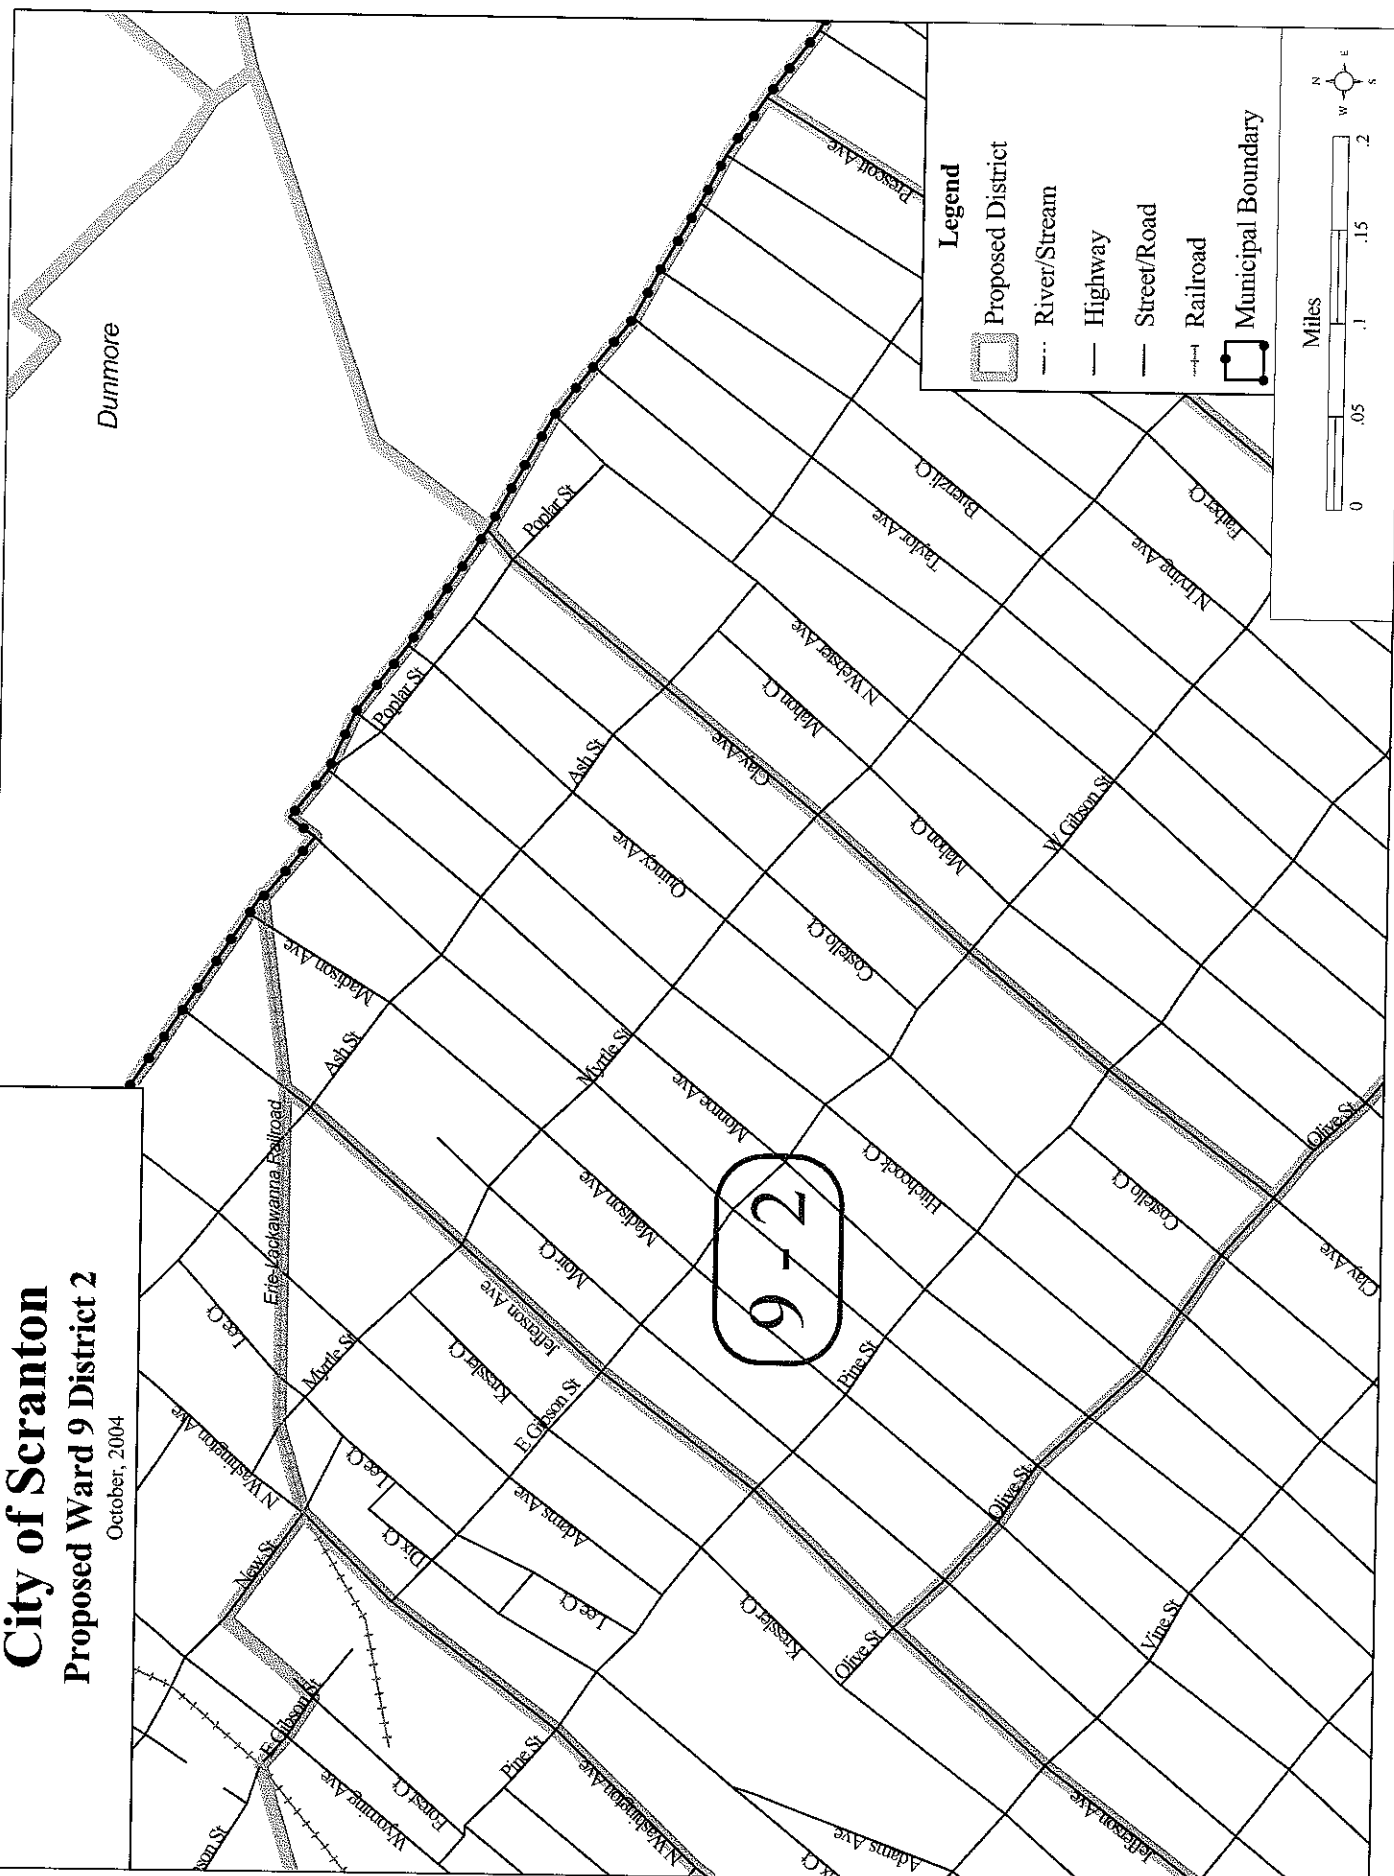 City of Scranton
Proposed Ward 9 District 2
October, 2004
Dunmore
Erie-Lackawanna Railroad
Poplar St
Poplar St
Prescott Ave
Ash St
Ash St
Madison Ave
Quincy Ave
Clay Ave
Mahon Ct
N Webster Ave
Taylor Ave
Buenzli Ct
N Irving Ave
Parker Ct
Mahon Ct
W Gibson St
Costello Ct
Myrtle St
Monroe Ave
Hitchcock Ct
Madison Ave
Moir Ct
9 - 2
Costello Ct
Olive St
Clay Ave
Pine St
Lee Ct
N Washington Ave
Myrtle St
Kressler Ct
Jefferson Ave
E Gibson St
Lee Ct
Dix Ct
Adams Ave
Lee Ct
New St
E Gibson St
Forest Ct
Wyoming Ave
Pine St
N Washington Ave
Kressler Ct
Olive St
Olive St
Vine St
Jefferson Ave
Adams Ave
Legend
Proposed District
River/Stream
Highway
Street/Road
Railroad
Municipal Boundary
Miles
0 .05 .1 .15 .2
N
W E
S